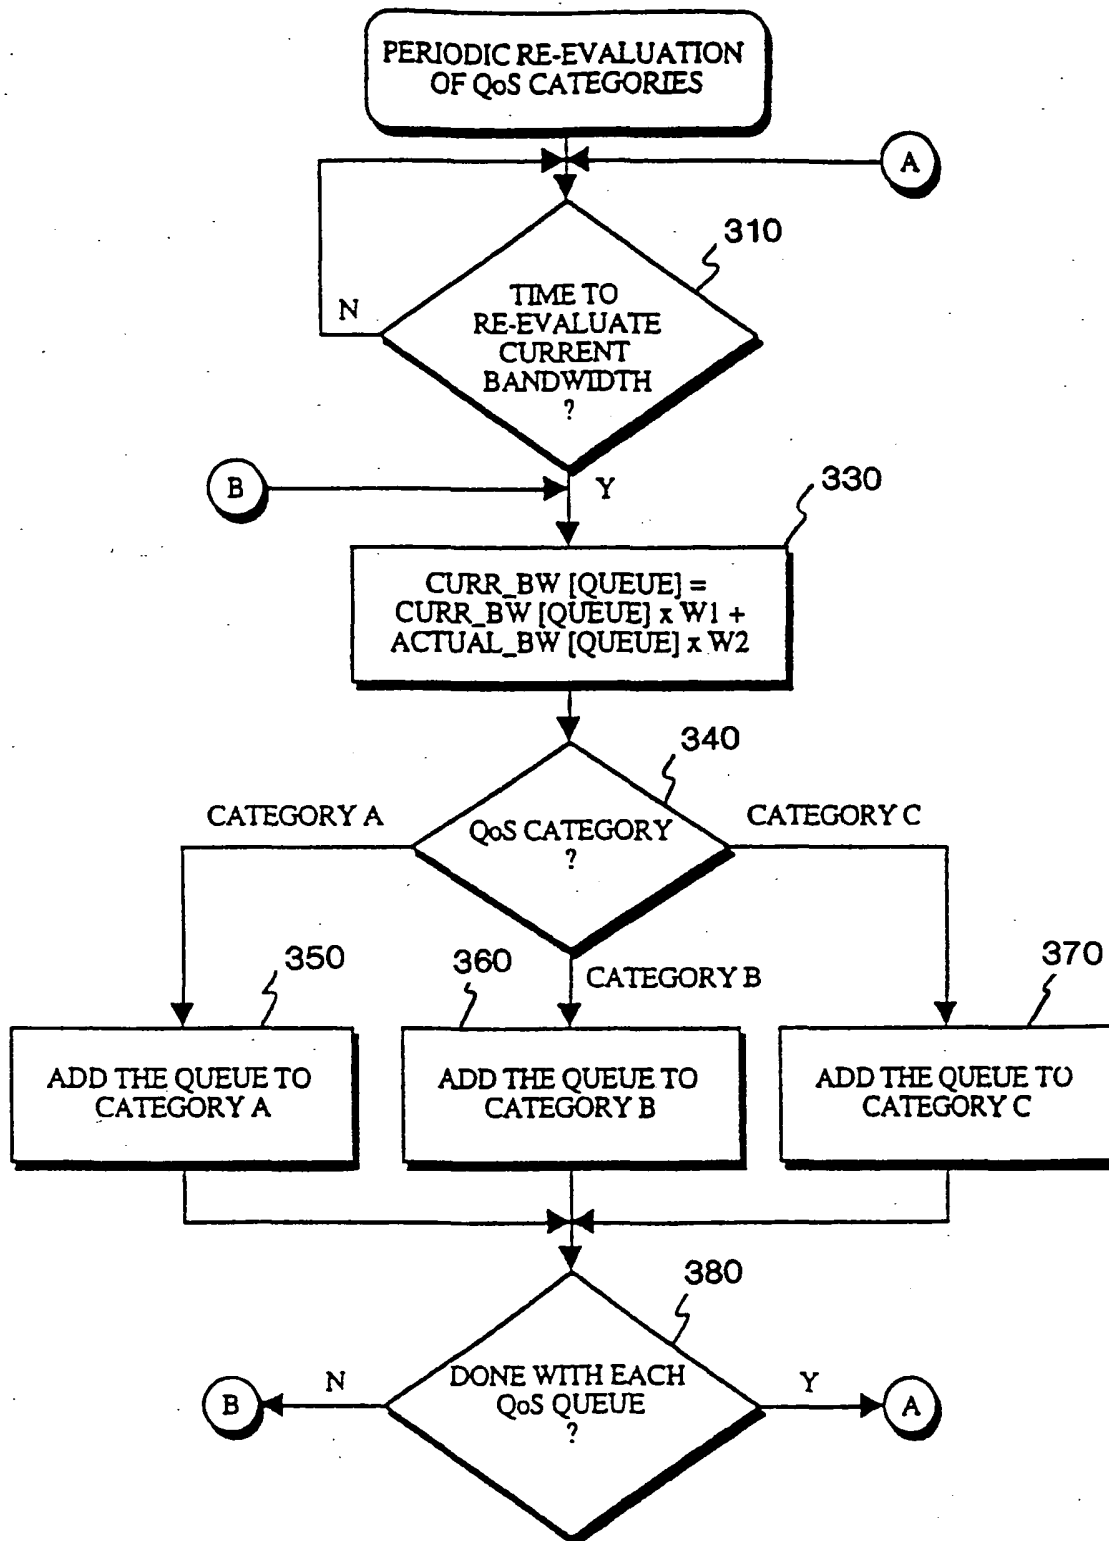 PERIODIC RE-EVALUATION
OF QoS CATEGORIES
A
310
TIME TO
RE-EVALUATE
CURRENT
BANDWIDTH
?
N
B
Y
330
CURR_BW [QUEUE] =
CURR_BW [QUEUE] x W1 +
ACTUAL_BW [QUEUE] x W2
340
CATEGORY A
QoS CATEGORY
?
CATEGORY C
350
360
CATEGORY B
370
ADD THE QUEUE TO
CATEGORY A
ADD THE QUEUE TO
CATEGORY B
ADD THE QUEUE TO
CATEGORY C
380
B
N
DONE WITH EACH
QoS QUEUE
?
Y
A